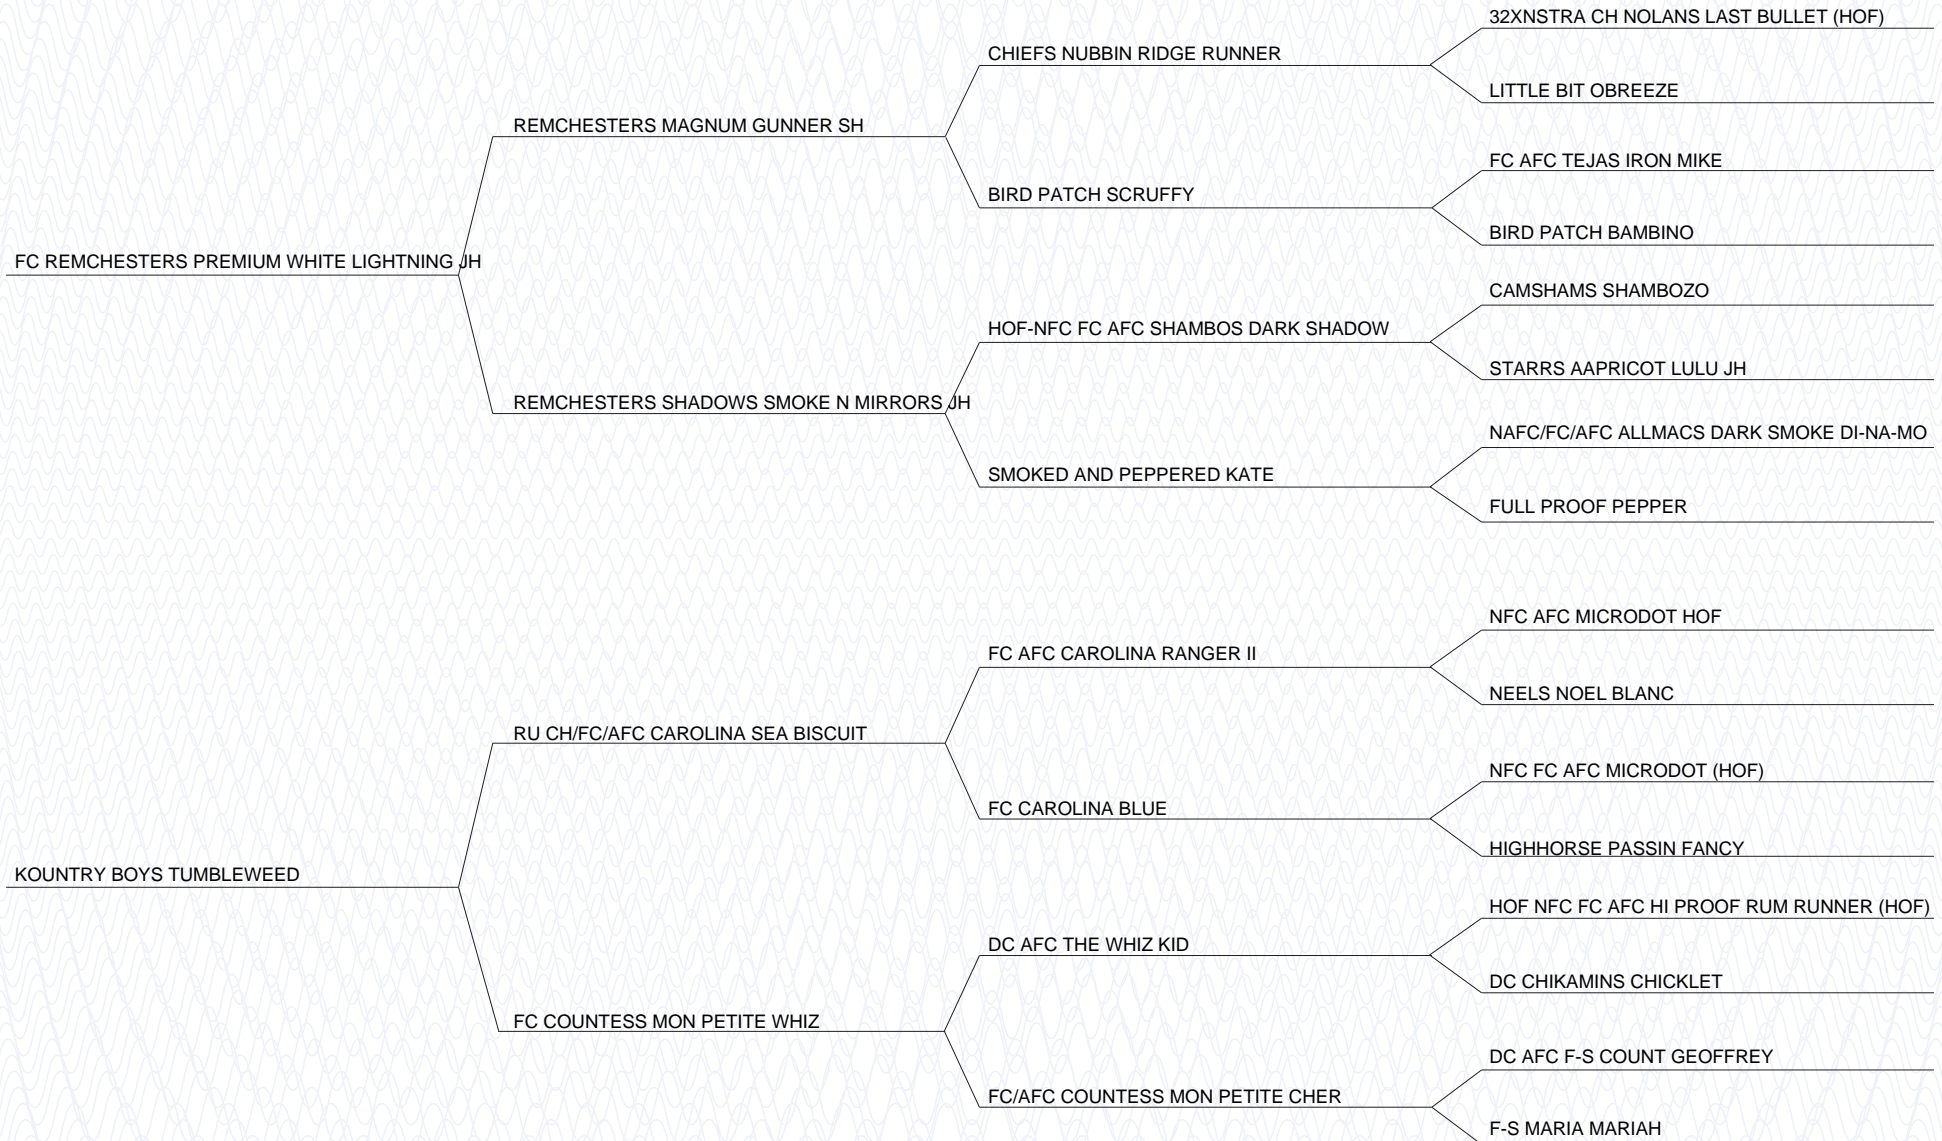 32XNSTRA CH NOLANS LAST BULLET (HOF)
CHIEFS NUBBIN RIDGE RUNNER
LITTLE BIT OBREEZE
REMCHESTERS MAGNUM GUNNER SH
FC AFC TEJAS IRON MIKE
BIRD PATCH SCRUFFY
BIRD PATCH BAMBINO
FC REMCHESTERS PREMIUM WHITE LIGHTNING JH
CAMSHAMS SHAMBOZO
HOF-NFC FC AFC SHAMBOS DARK SHADOW
STARRS AAPRICOT LULU JH
REMCHESTERS SHADOWS SMOKE N MIRRORS JH
NAFC/FC/AFC ALLMACS DARK SMOKE DI-NA-MO
SMOKED AND PEPPERED KATE
FULL PROOF PEPPER
NFC AFC MICRODOT HOF
FC AFC CAROLINA RANGER II
NEELS NOEL BLANC
RU CH/FC/AFC CAROLINA SEA BISCUIT
NFC FC AFC MICRODOT (HOF)
FC CAROLINA BLUE
HIGHHORSE PASSIN FANCY
KOUNTRY BOYS TUMBLEWEED
HOF NFC FC AFC HI PROOF RUM RUNNER (HOF)
DC AFC THE WHIZ KID
DC CHIKAMINS CHICKLET
FC COUNTESS MON PETITE WHIZ
DC AFC F-S COUNT GEOFFREY
FC/AFC COUNTESS MON PETITE CHER
F-S MARIA MARIAH